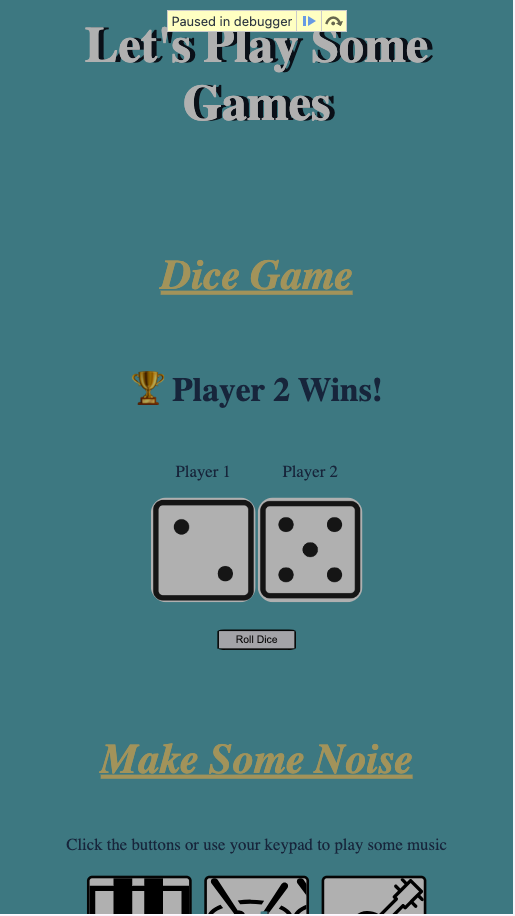 Paused in debugger
Let's Play Some
Games
Dice Game
🏆 Player 2 Wins!
Player 1 Player 2
Roll Dice
Make Some Noise
Click the buttons or use your keypad to play some music